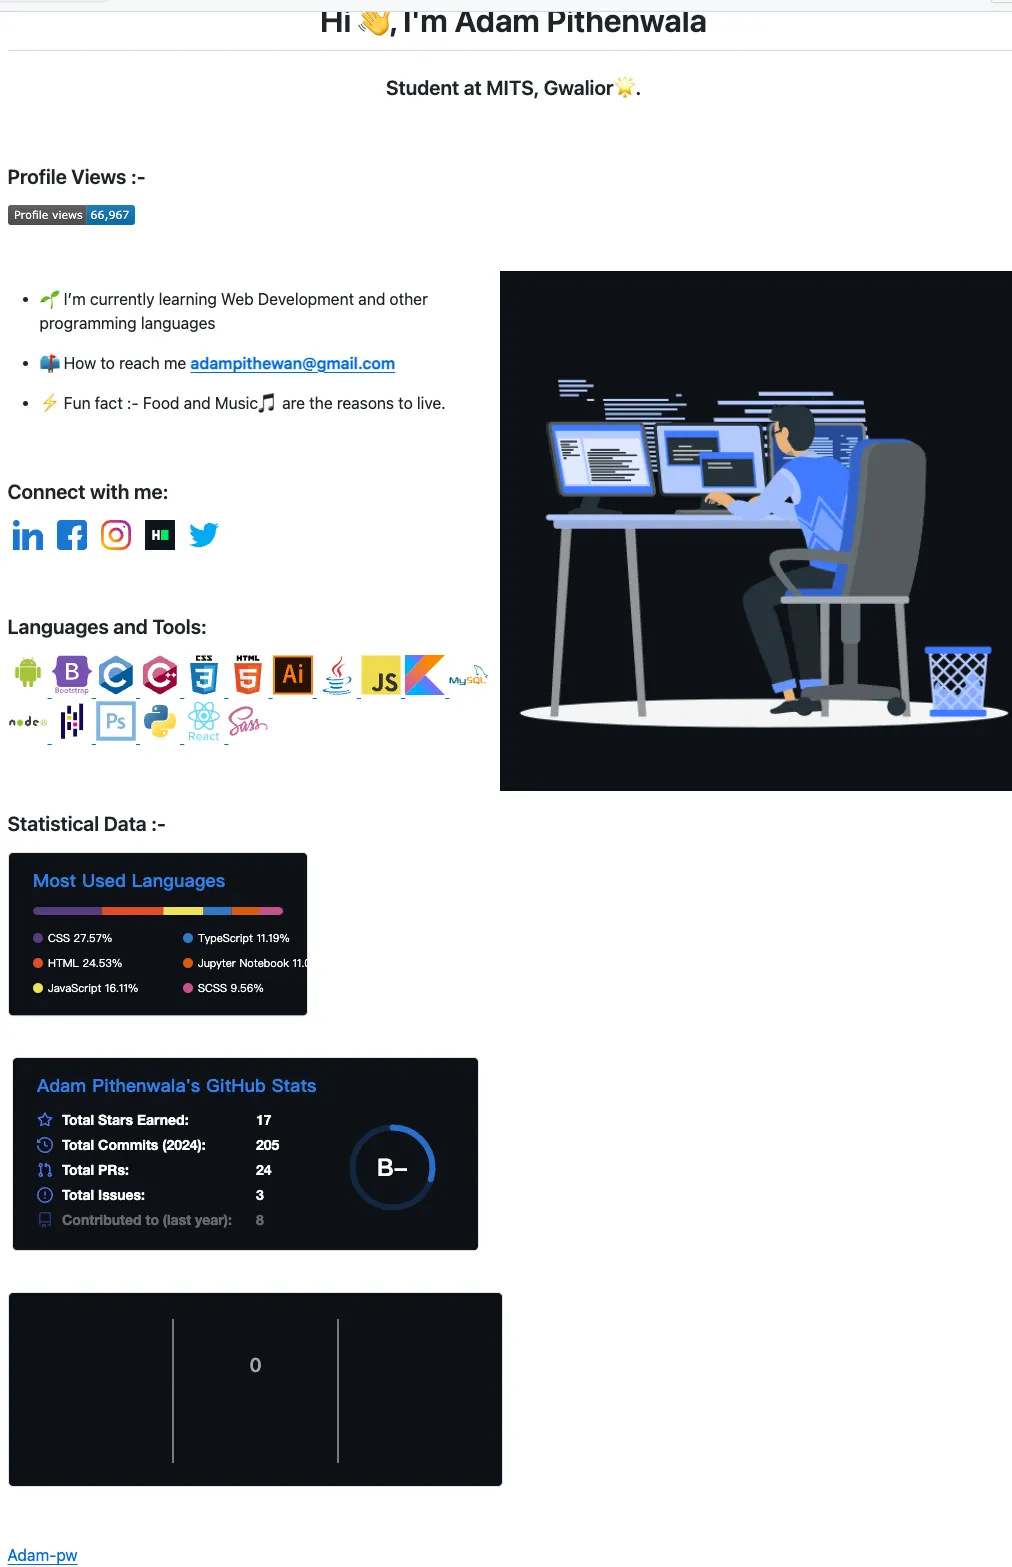 Hi 👋, I'm Adam Pithenwala
Student at MITS, Gwalior🌟.
Profile Views :-
Profile views 66,967
🌱 I'm currently learning Web Development and other
programming languages
📫 How to reach me adampithewan@gmail.com
⚡ Fun fact :- Food and Music🎵 are the reasons to live.
Connect with me:
in
H
Languages and Tools:
B
Bootstrap
C
C++
CSS
3
HTML
5
Ai
Java
JS
MySQL
node
Ps
React
Sass
Statistical Data :-
Most Used Languages
CSS 27.57%
HTML 24.53%
JavaScript 16.11%
TypeScript 11.19%
Jupyter Notebook 11.0
SCSS 9.56%
Adam Pithenwala's GitHub Stats
Total Stars Earned: 17
Total Commits (2024): 205
Total PRs: 24
Total Issues: 3
Contributed to (last year): 8
B-
0
Adam-pw